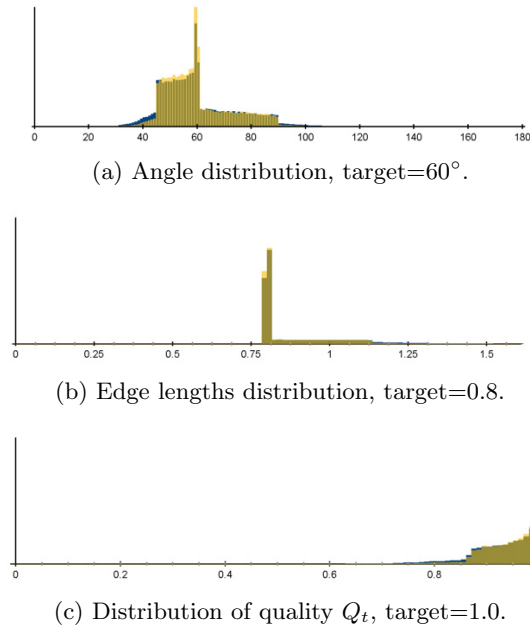 0 20 40 60 80 100 120 140 160 180
(a) Angle distribution, target=60°.
0 0.25 0.5 0.75 1 1.25 1.5
(b) Edge lengths distribution, target=0.8.
0 0.2 0.4 0.6 0.8
(c) Distribution of quality Qt, target=1.0.